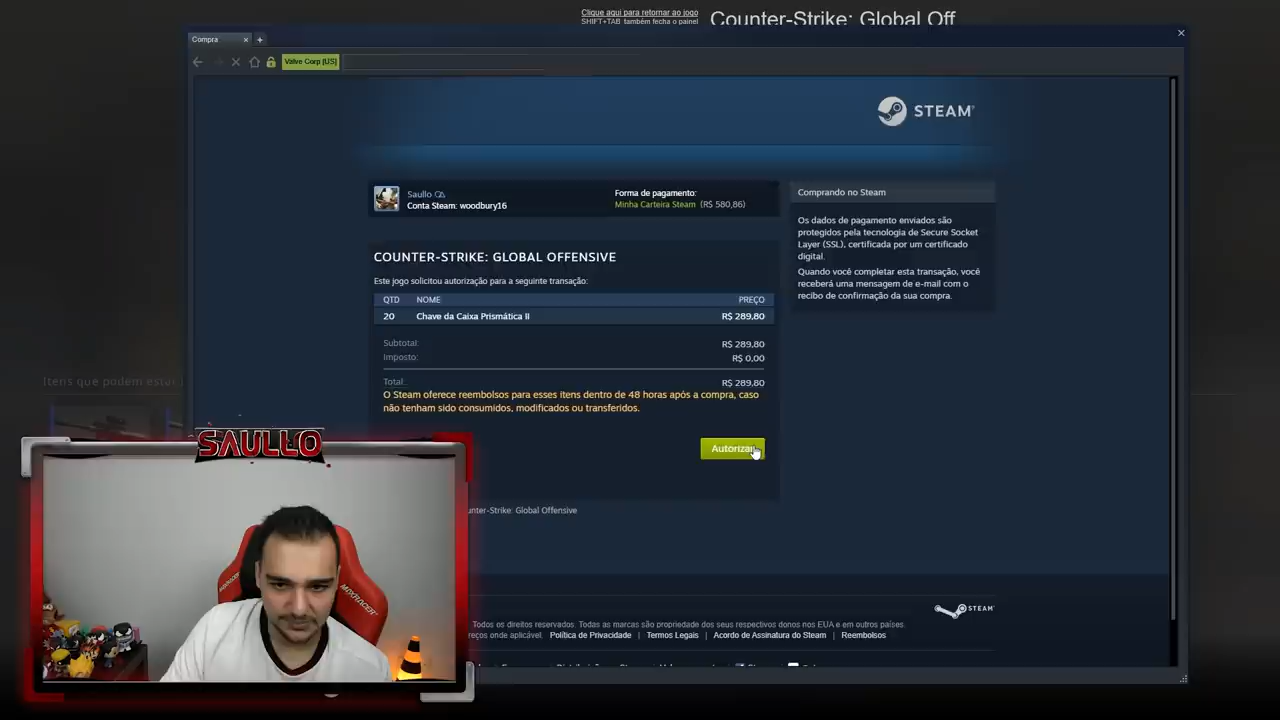 Clique aqui para retornar ao jogo
SHIFT+TAB também fecha o painel
Counter-Strike: Global Off
Compra
Valve Corp [US]
STEAM
Saullo
Conta Steam: woodbury16
Forma de pagamento:
Minha Carteira Steam (R$ 580,86)
Comprando no Steam
Os dados de pagamento enviados são
protegidos pela tecnologia de Secure Socket
Layer (SSL), certificada por um certificado
digital.
Quando você completar esta transação, você
receberá uma mensagem de e-mail com o
recibo de confirmação da sua compra.
COUNTER-STRIKE: GLOBAL OFFENSIVE
Este jogo solicitou autorização para a seguinte transação:
QTD NOME PREÇO
20 Chave da Caixa Prismática II R$ 289,80
Subtotal: R$ 289,80
Imposto: R$ 0,00
Total: R$ 289,80
O Steam oferece reembolsos para esses itens dentro de 48 horas após a compra, caso
não tenham sido consumidos, modificados ou transferidos.
Autorizar
Itens que podem estar
SAULLO
unter-Strike: Global Offensive
MAXRACER
STEAM
Todos os direitos reservados. Todas as marcas são propriedade dos seus respectivos donos nos EUA e em outros países.
reços onde aplicável. Política de Privacidade | Termos Legais | Acordo de Assinatura do Steam | Reembolsos